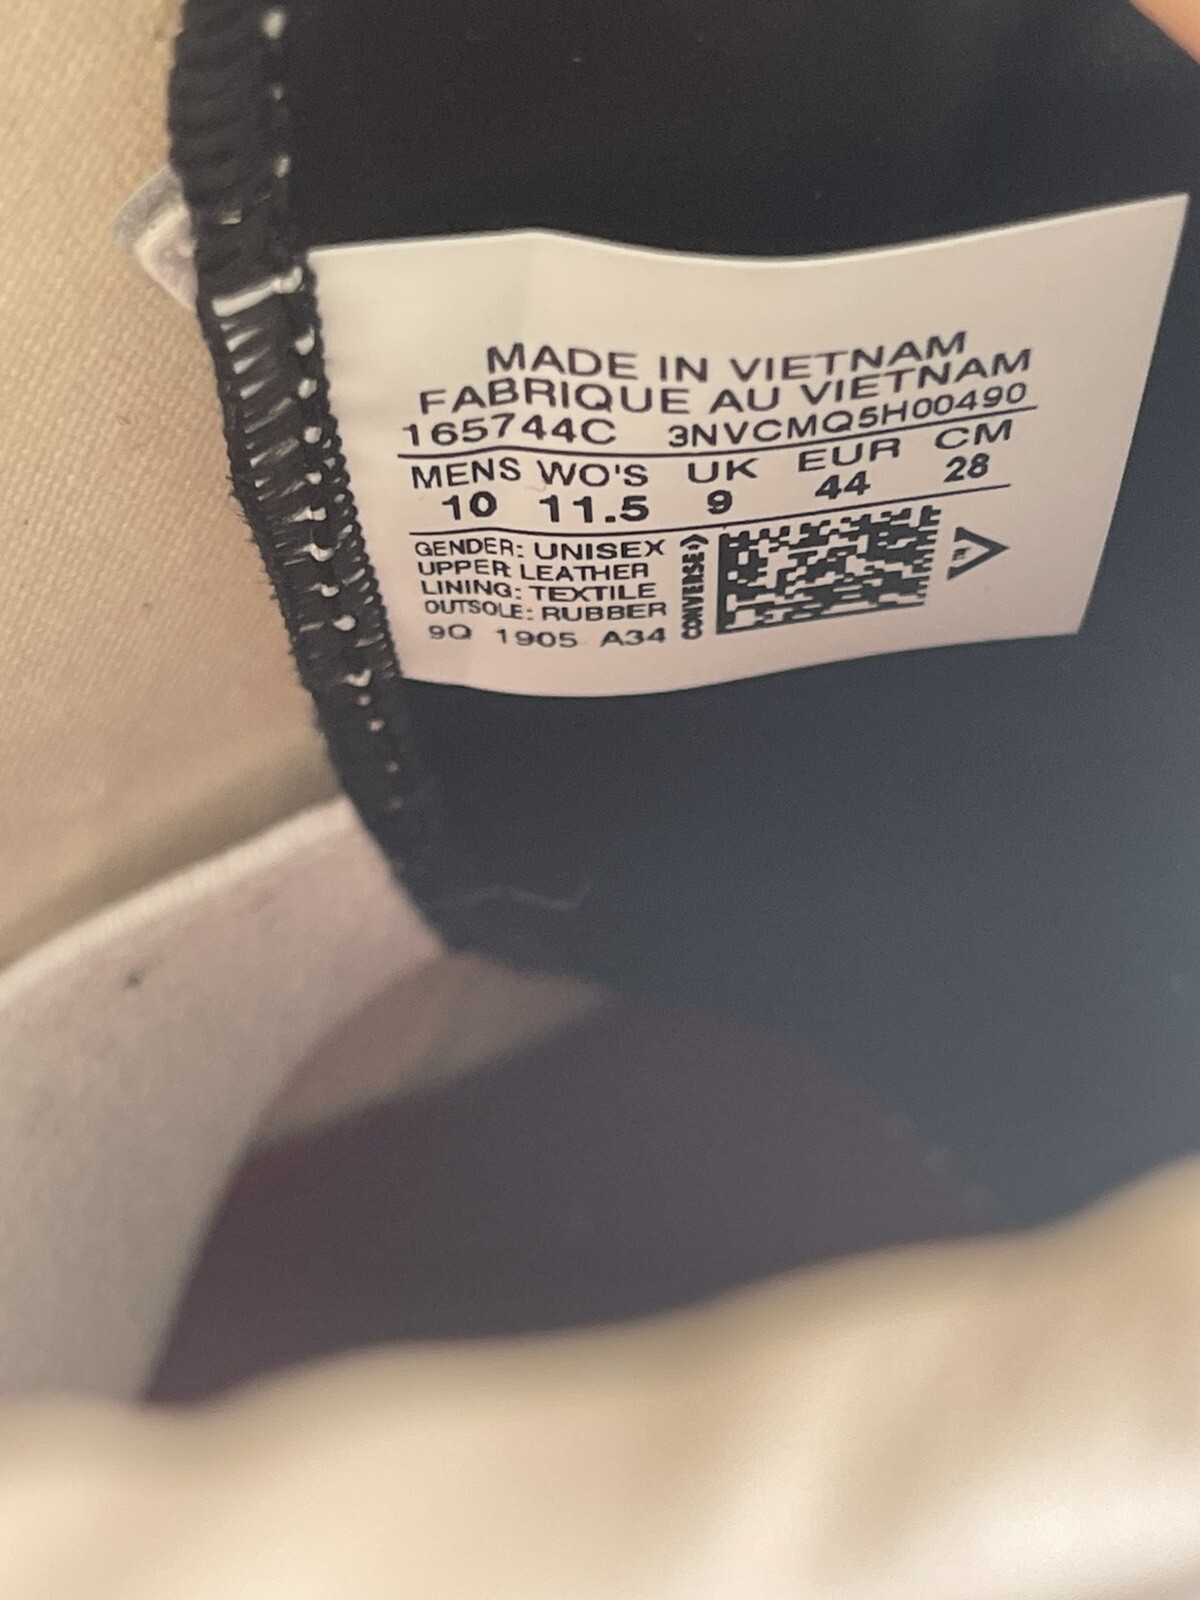 MADE IN VIETNAM
FABRIQUE AU VIETNAM
165744C 3NVCMQ5H00490
MENS WO'S UK EUR CM
10 11.5 9 44 28
GENDER: UNISEX
UPPER: LEATHER
LINING: TEXTILE
OUTSOLE: RUBBER
9Q 1905 A34
CONVERSE